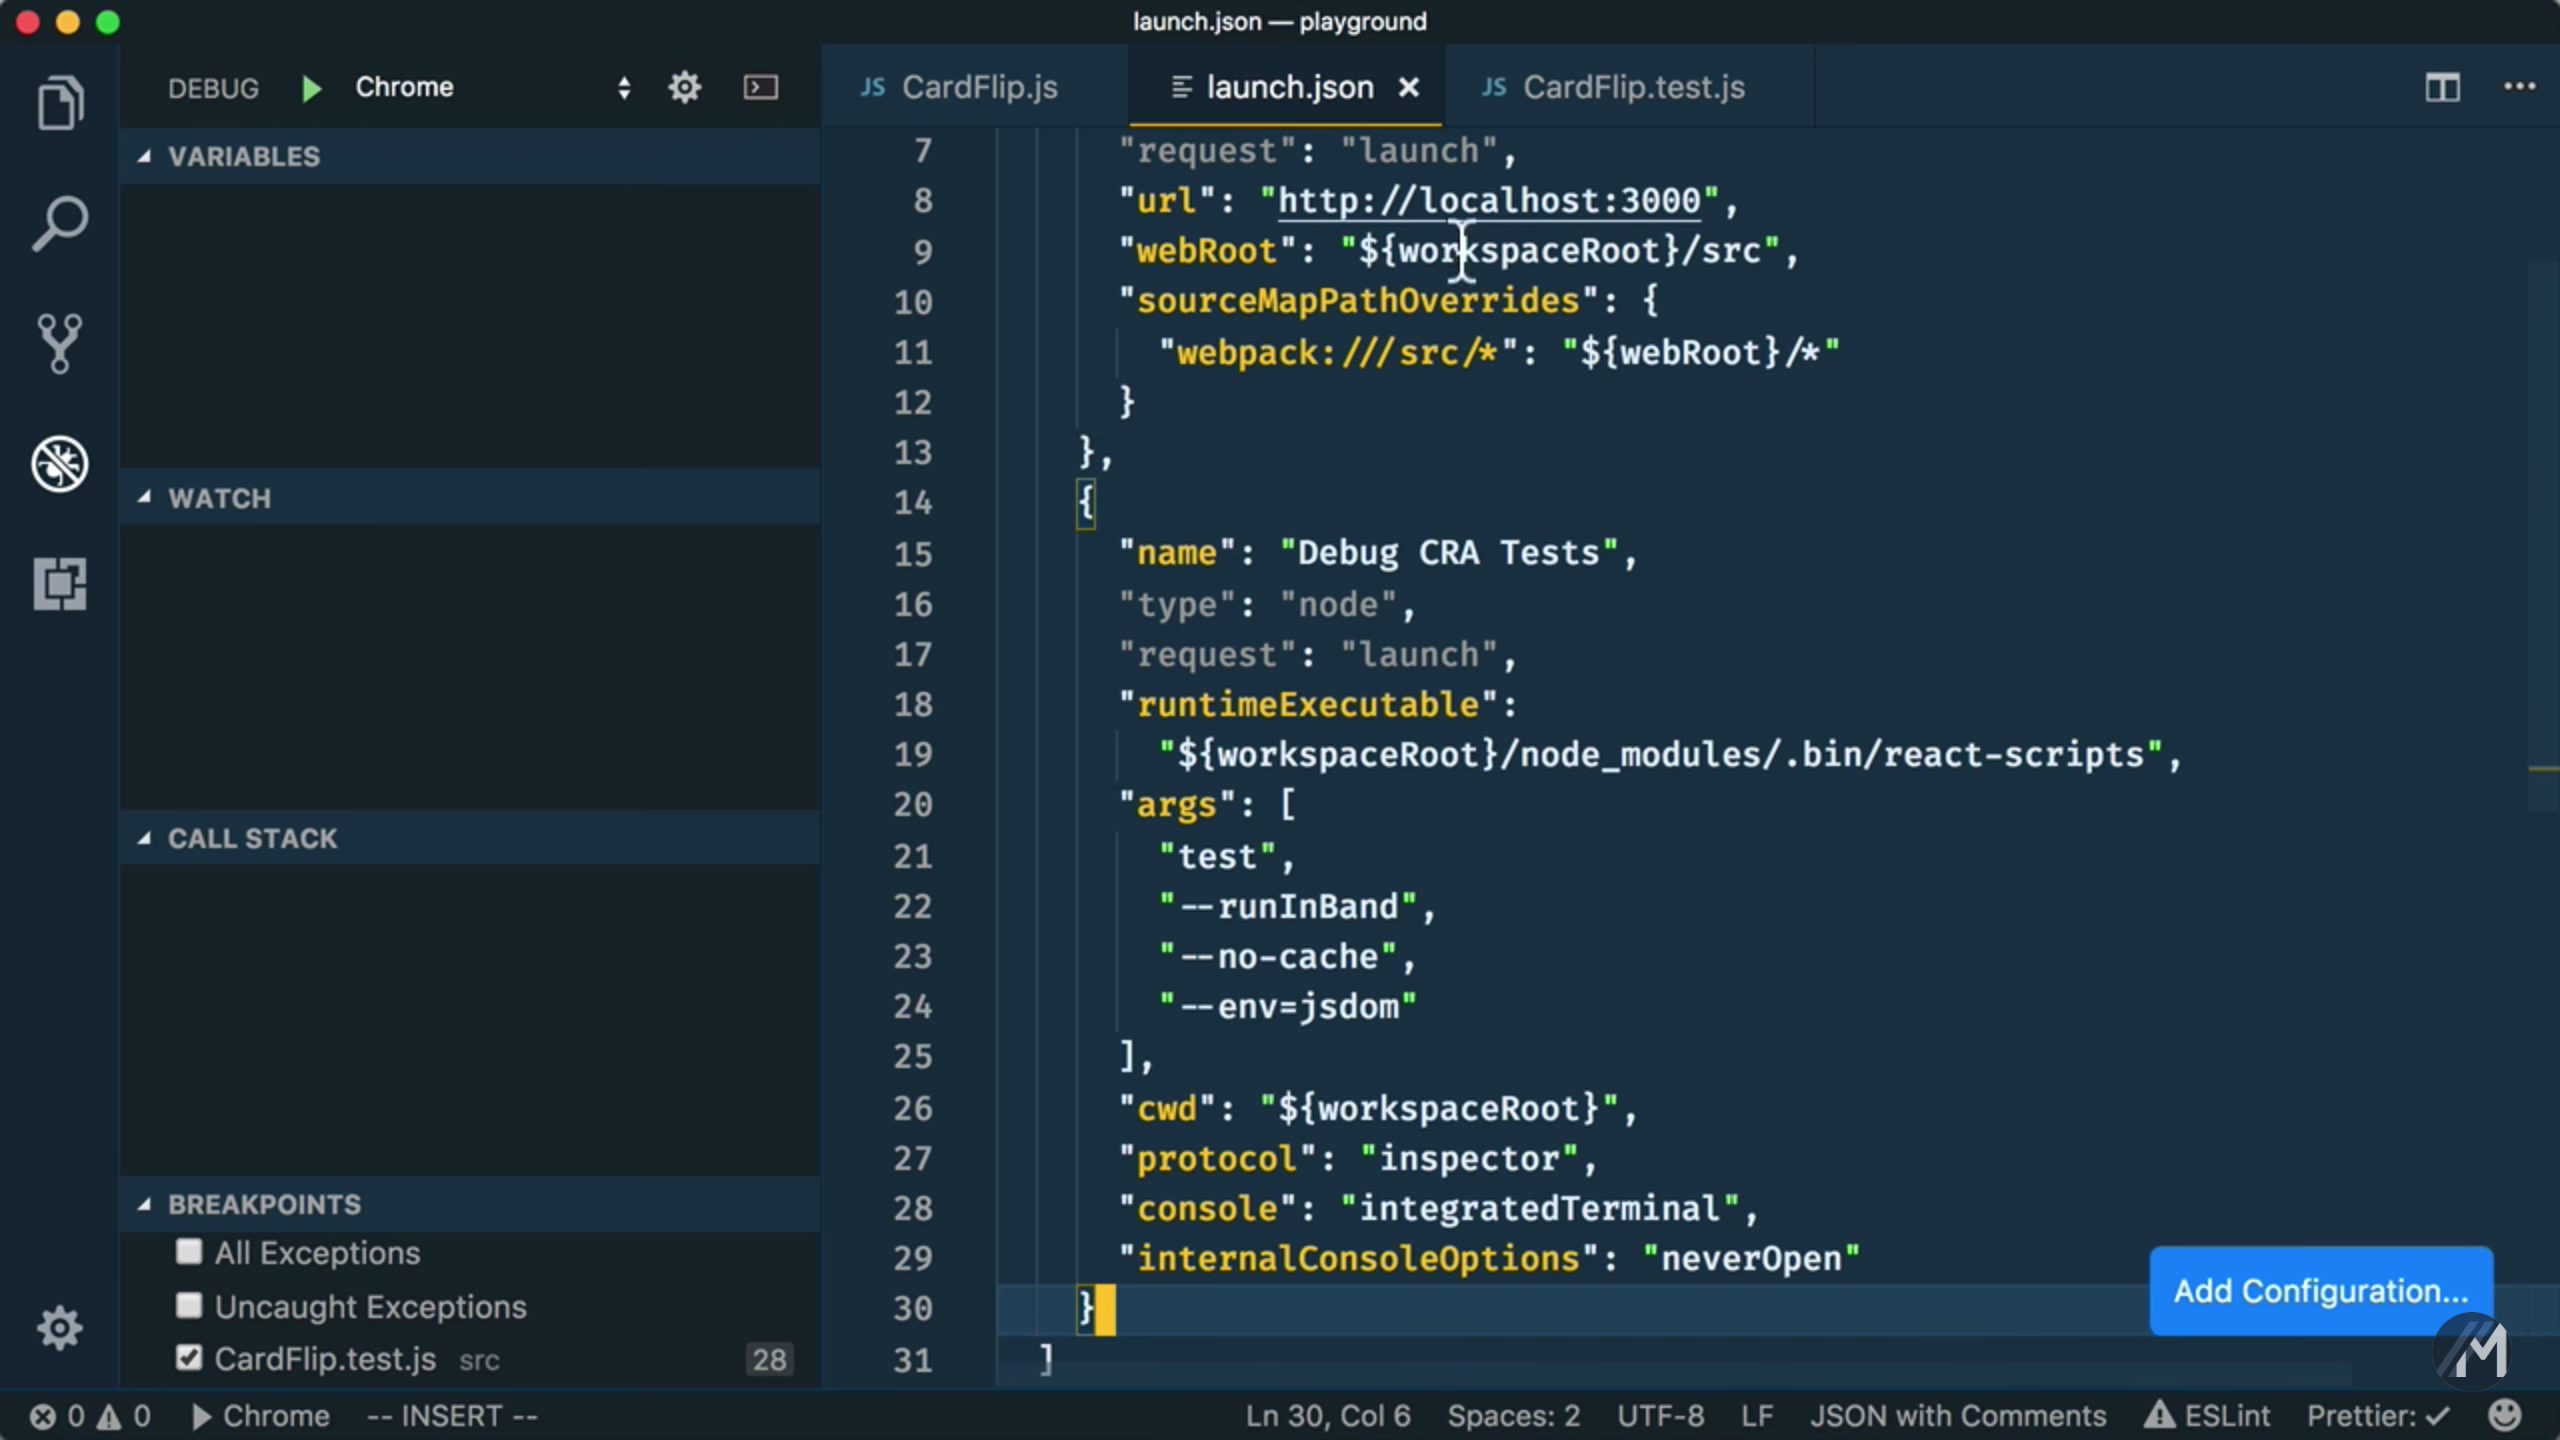 launch.json — playground
DEBUG
Chrome
JS CardFlip.js
launch.json
JS CardFlip.test.js
VARIABLES
WATCH
CALL STACK
BREAKPOINTS
All Exceptions
Uncaught Exceptions
CardFlip.test.js src 28
7 "request": "launch",
8 "url": "http://localhost:3000",
9 "webRoot": "${workspaceRoot}/src",
10 "sourceMapPathOverrides": {
11 "webpack:///src/*": "${webRoot}/*"
12 }
13 },
14 {
15 "name": "Debug CRA Tests",
16 "type": "node",
17 "request": "launch",
18 "runtimeExecutable":
19 "${workspaceRoot}/node_modules/.bin/react-scripts",
20 "args": [
21 "test",
22 "--runInBand",
23 "--no-cache",
24 "--env=jsdom"
25 ],
26 "cwd": "${workspaceRoot}",
27 "protocol": "inspector",
28 "console": "integratedTerminal",
29 "internalConsoleOptions": "neverOpen"
30 }
31 ]
Add Configuration...
M
0 0 Chrome -- INSERT -- Ln 30, Col 6 Spaces: 2 UTF-8 LF JSON with Comments ESLint Prettier: ✓